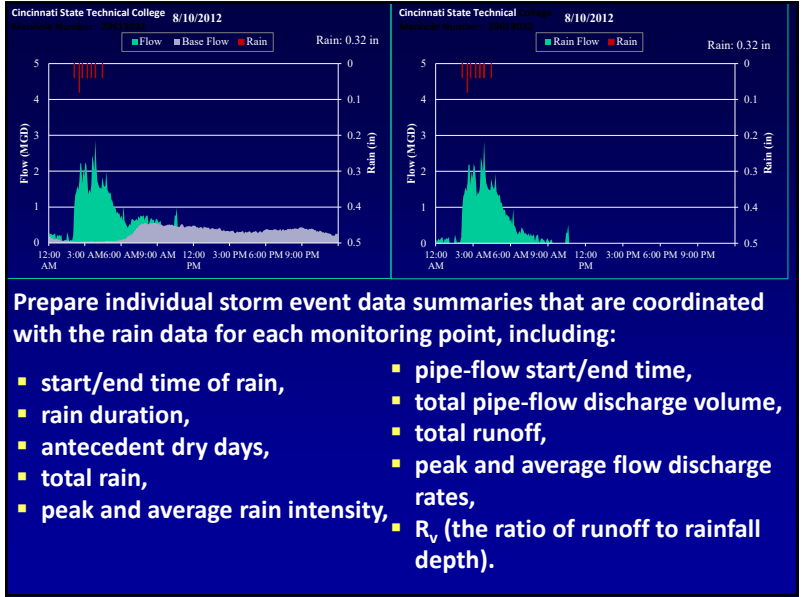 Cincinnati State Technical College
8/10/2012
Flow Base Flow Rain
Rain: 0.32 in
5 0
4 0.1
3 0.2
2 0.3
1 0.4
0 0.5
Flow (MGD)
Rain (in)
12:00 AM 3:00 AM 6:00 AM 9:00 AM 12:00 PM 3:00 PM 6:00 PM 9:00 PM
Cincinnati State Technical College
8/10/2012
Rain Flow Rain
Rain: 0.32 in
5 0
4 0.1
3 0.2
2 0.3
1 0.4
0 0.5
Flow (MGD)
Rain (in)
12:00 AM 3:00 AM 6:00 AM 9:00 AM 12:00 PM 3:00 PM 6:00 PM 9:00 PM
Prepare individual storm event data summaries that are coordinated
with the rain data for each monitoring point, including:
▪ start/end time of rain,
▪ rain duration,
▪ antecedent dry days,
▪ total rain,
▪ peak and average rain intensity,
▪ pipe-flow start/end time,
▪ total pipe-flow discharge volume,
▪ total runoff,
▪ peak and average flow discharge
rates,
▪ Rv (the ratio of runoff to rainfall
depth).